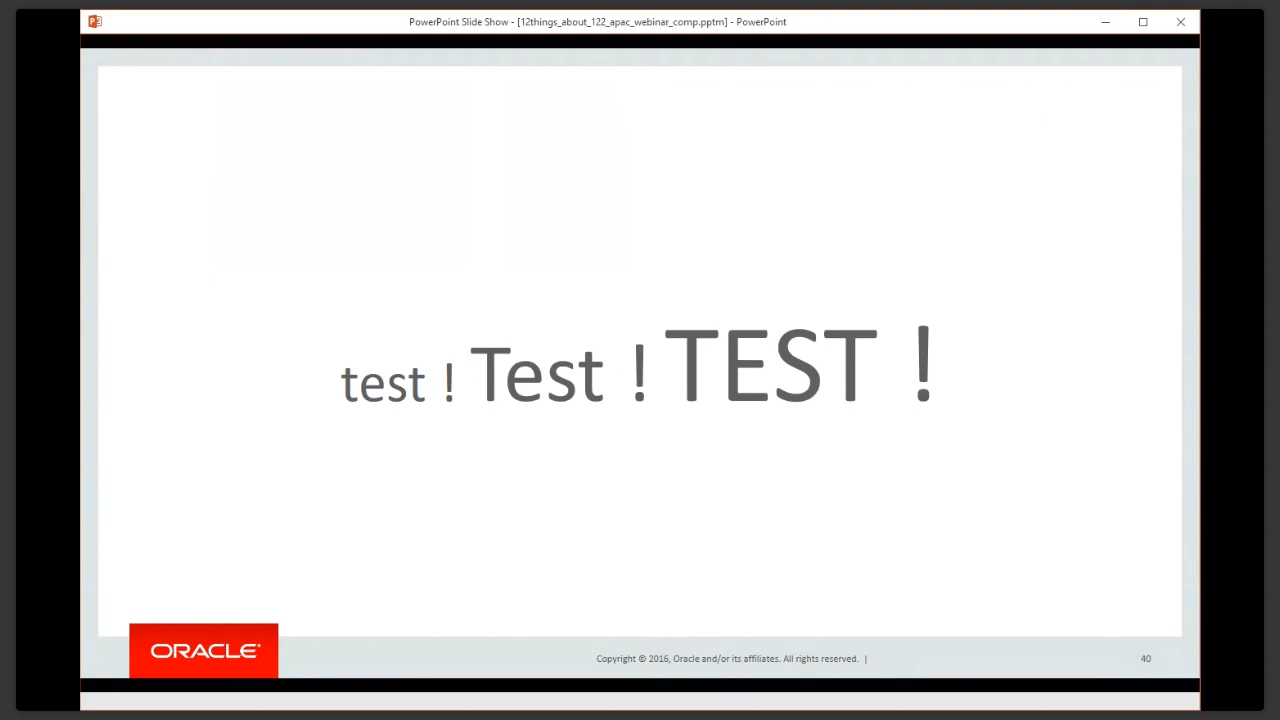 PowerPoint Slide Show - [12things_about_122_apac_webinar_comp.pptm] - PowerPoint
test ! Test ! TEST !
ORACLE
Copyright © 2016, Oracle and/or its affiliates. All rights reserved. |
40